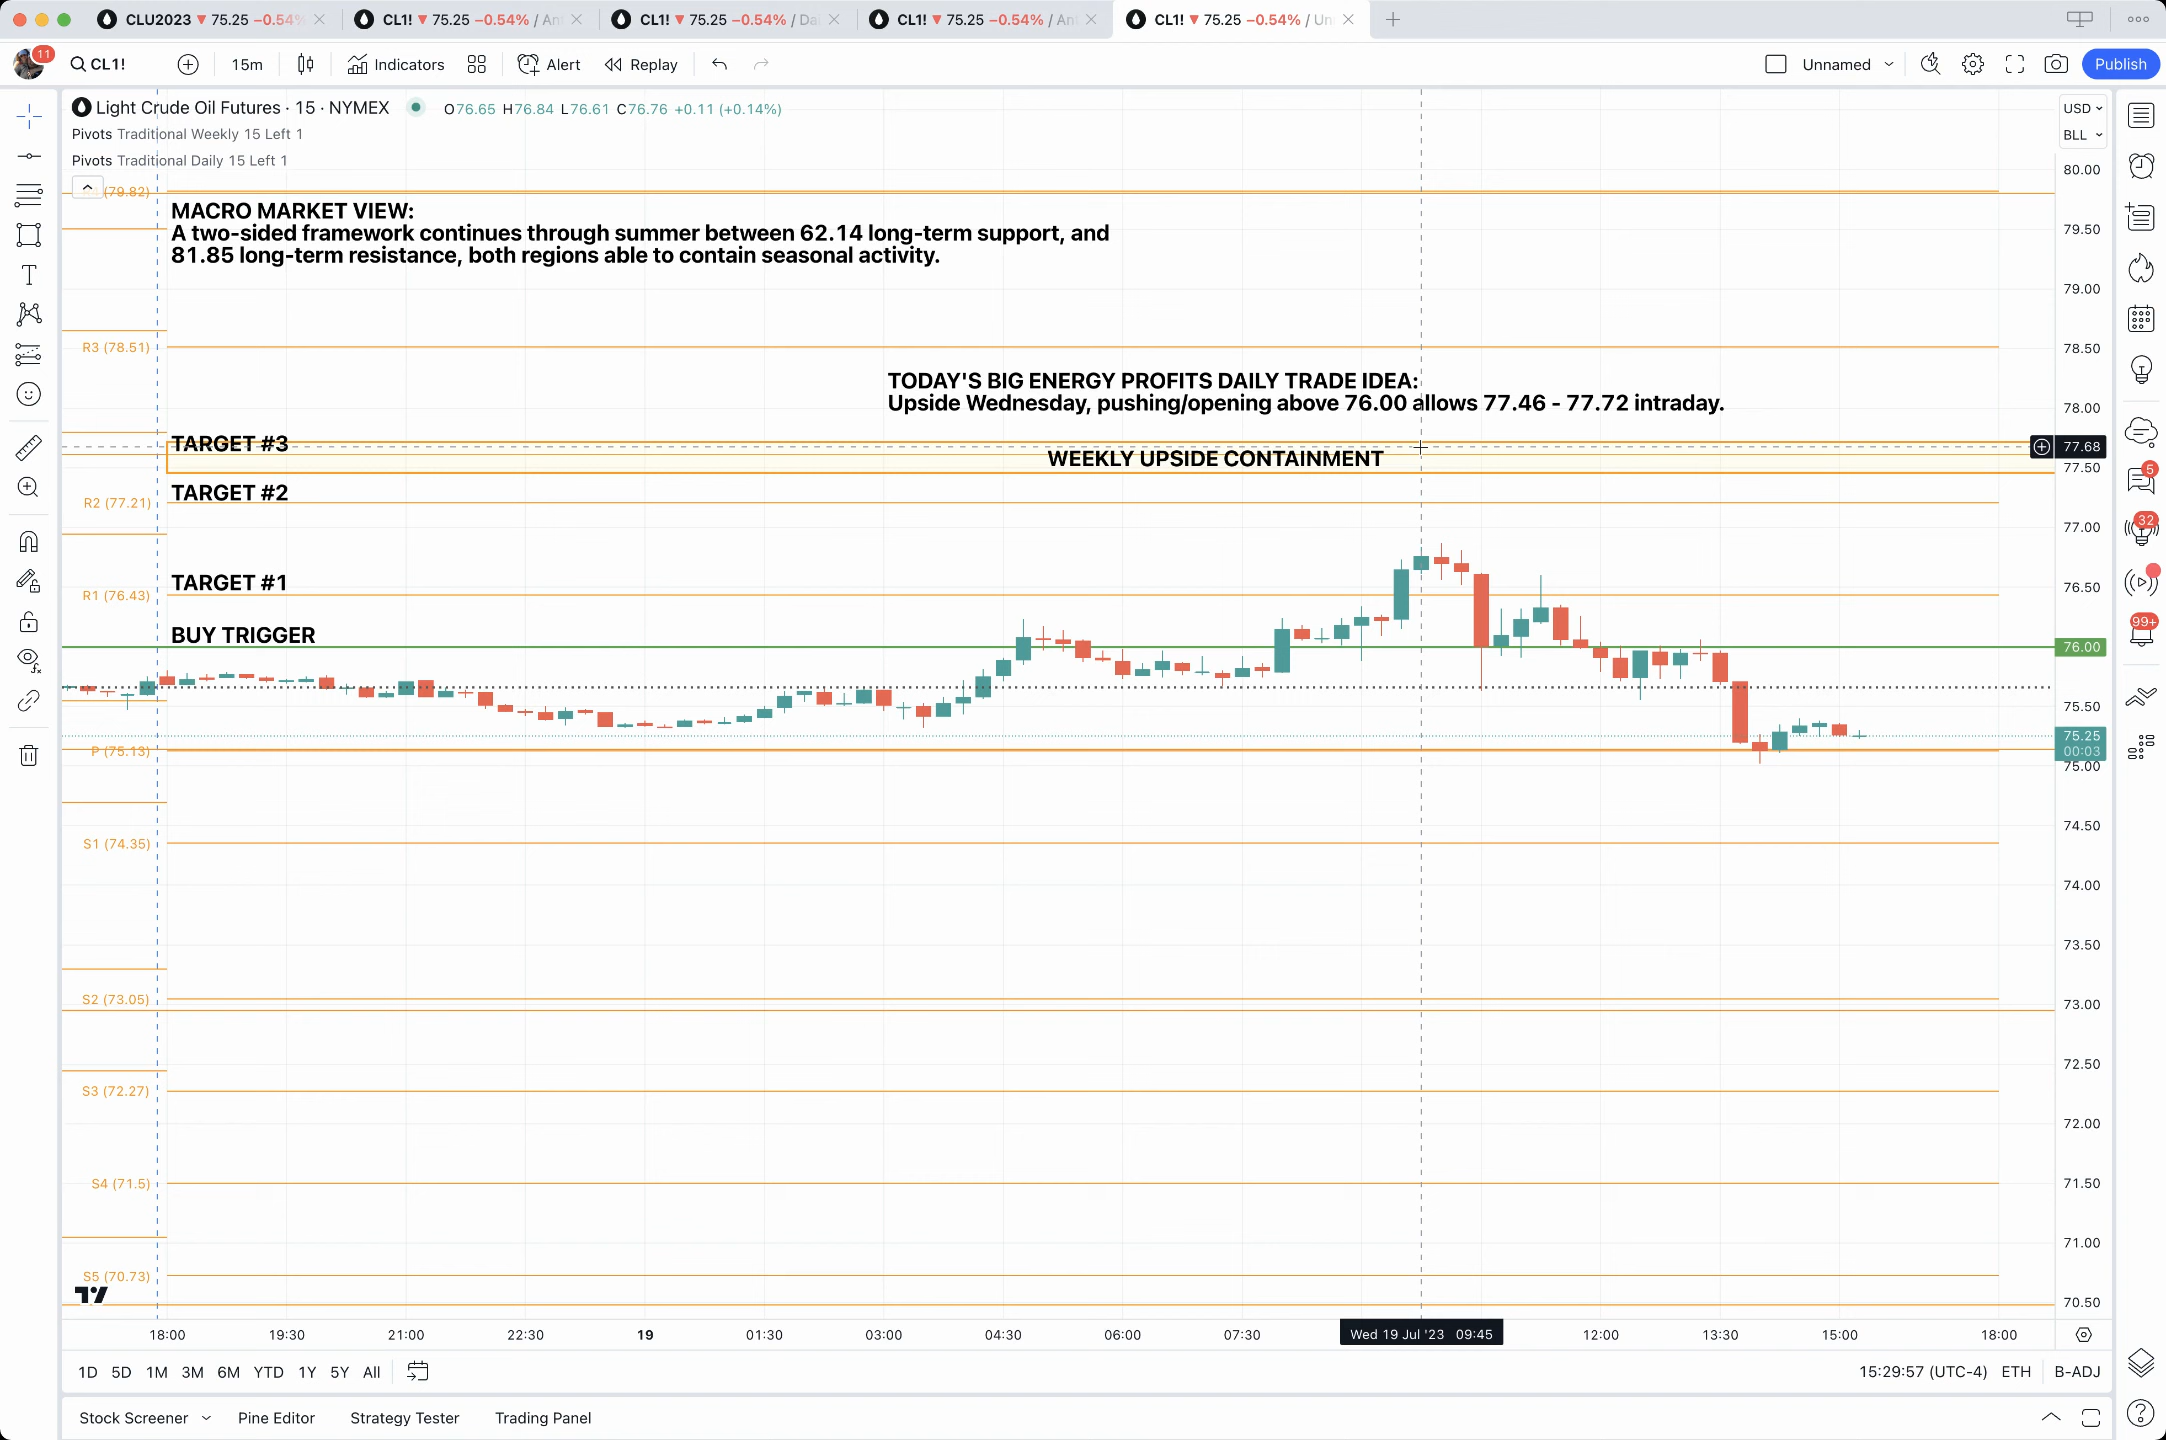 CLU2023 ▼ 75.25 −0.54%
CL1! ▼ 75.25 −0.54% /
CL1! ▼ 75.25 −0.54% /
CL1! ▼ 75.25 −0.54% /
CL1! ▼ 75.25 −0.54% /
11
CL1!
15m
Indicators
Alert
Replay
Unnamed
Publish
Light Crude Oil Futures · 15 · NYMEX
O76.65 H76.84 L76.61 C76.76 +0.11 (+0.14%)
Pivots Traditional Weekly 15 Left 1
Pivots Traditional Daily 15 Left 1
USD
BLL
(79.82)
MACRO MARKET VIEW:
A two-sided framework continues through summer between 62.14 long-term support, and
81.85 long-term resistance, both regions able to contain seasonal activity.
R3 (78.51)
TODAY'S BIG ENERGY PROFITS DAILY TRADE IDEA:
Upside Wednesday, pushing/opening above 76.00 allows 77.46 - 77.72 intraday.
TARGET #3
WEEKLY UPSIDE CONTAINMENT
TARGET #2
R2 (77.21)
TARGET #1
R1 (76.43)
BUY TRIGGER
P (75.13)
S1 (74.35)
S2 (73.05)
S3 (72.27)
S4 (71.5)
S5 (70.73)
80.00
79.50
79.00
78.50
78.00
77.68
77.50
77.00
76.50
76.00
75.50
75.25
00:03
75.00
74.50
74.00
73.50
73.00
72.50
72.00
71.50
71.00
70.50
5
32
99+
18:00 19:30 21:00 22:30 19 01:30 03:00 04:30 06:00 07:30 Wed 19 Jul '23 09:45 12:00 13:30 15:00 18:00
1D 5D 1M 3M 6M YTD 1Y 5Y All
15:29:57 (UTC-4) ETH B-ADJ
Stock Screener Pine Editor Strategy Tester Trading Panel